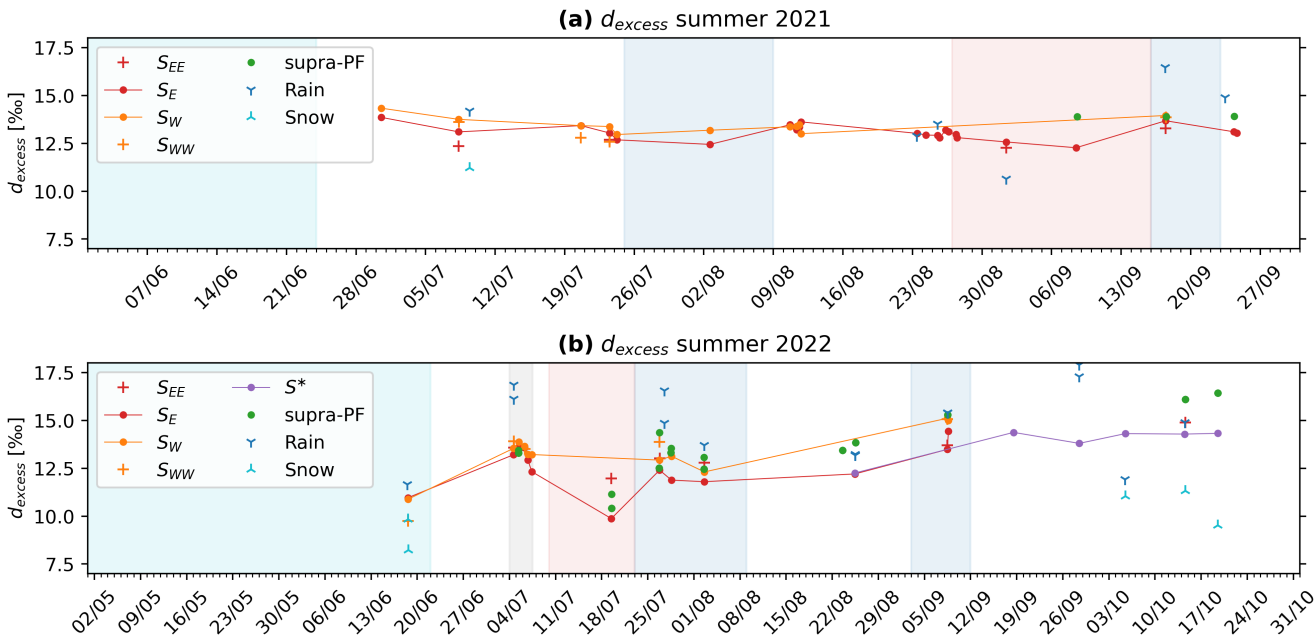 (a) d_excess summer 2021
d_excess [‰]
17.5
15.0
12.5
10.0
7.5
S_EE
S_E
S_W
S_WW
supra-PF
Rain
Snow
07/06 14/06 21/06 28/06 05/07 12/07 19/07 26/07 02/08 09/08 16/08 23/08 30/08 06/09 13/09 20/09 27/09
(b) d_excess summer 2022
d_excess [‰]
17.5
15.0
12.5
10.0
7.5
S_EE
S_E
S_W
S_WW
S*
supra-PF
Rain
Snow
02/05 09/05 16/05 23/05 30/05 06/06 13/06 20/06 27/06 04/07 11/07 18/07 25/07 01/08 08/08 15/08 22/08 29/08 05/09 12/09 19/09 26/09 03/10 10/10 17/10 24/10 31/10